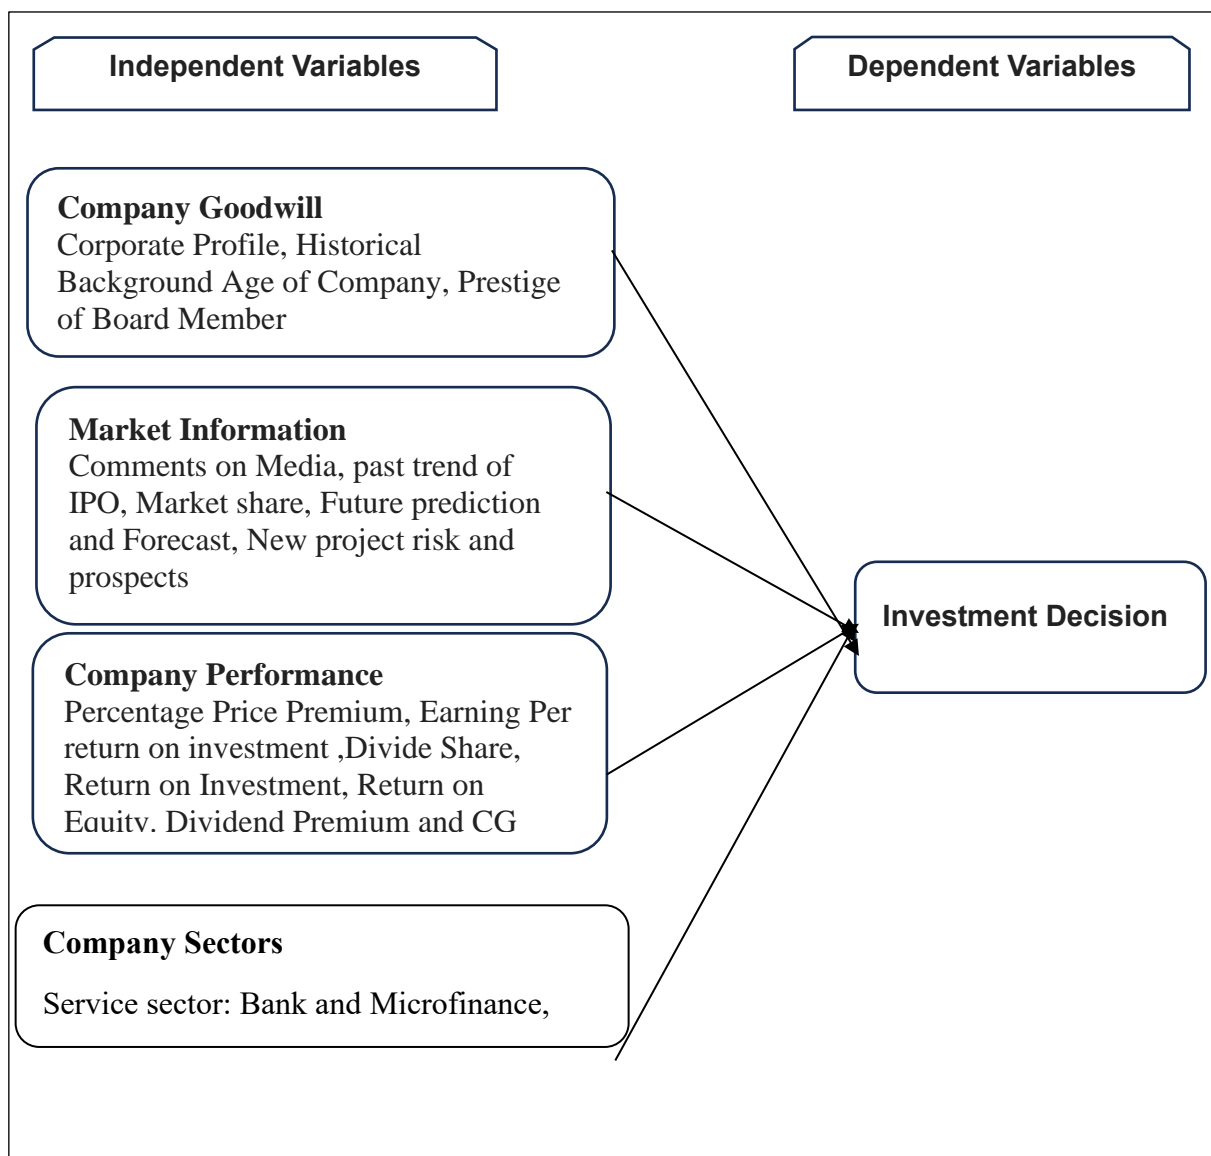 Independent Variables
Dependent Variables
Company Goodwill
Corporate Profile, Historical
Background Age of Company, Prestige
of Board Member
Market Information
Comments on Media, past trend of
IPO, Market share, Future prediction
and Forecast, New project risk and
prospects
Investment Decision
Company Performance
Percentage Price Premium, Earning Per
return on investment ,Divide Share,
Return on Investment, Return on
Equity, Dividend Premium and CG
Company Sectors
Service sector: Bank and Microfinance,